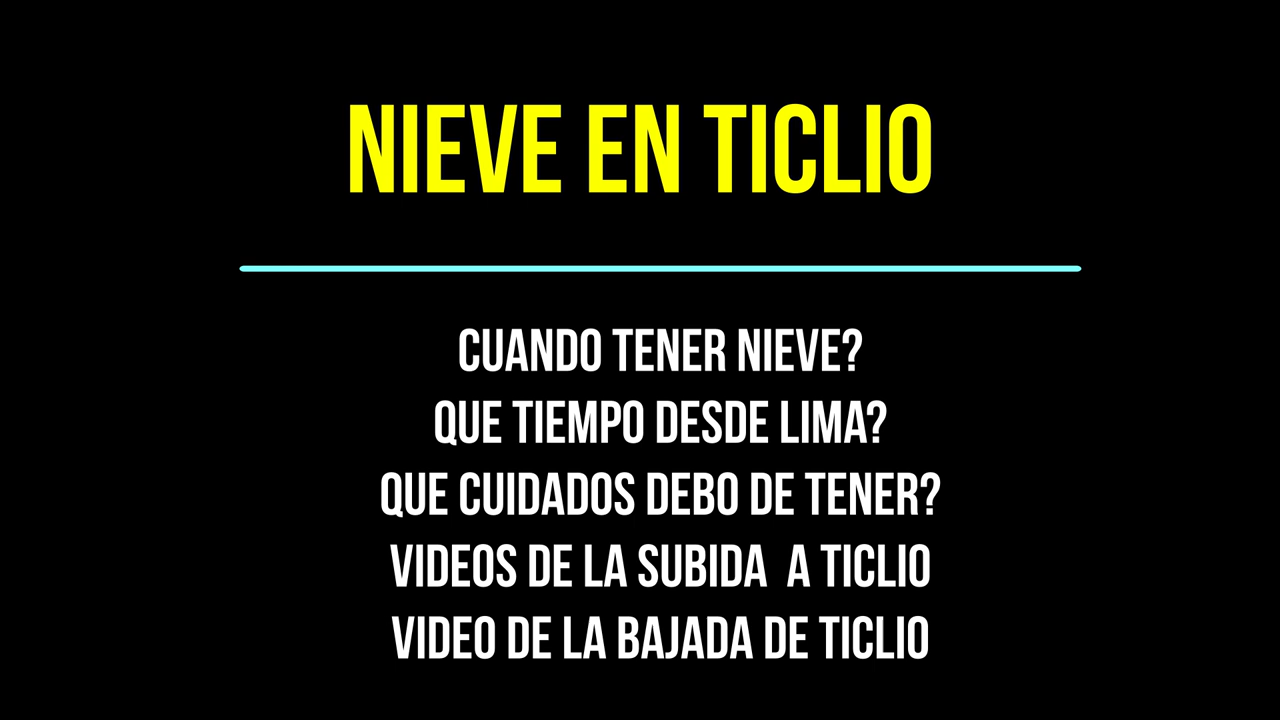 NIEVE EN TICLIO
CUANDO TENER NIEVE?
QUE TIEMPO DESDE LIMA?
QUE CUIDADOS DEBO DE TENER?
VIDEOS DE LA SUBIDA  A TICLIO
VIDEO DE LA BAJADA DE TICLIO